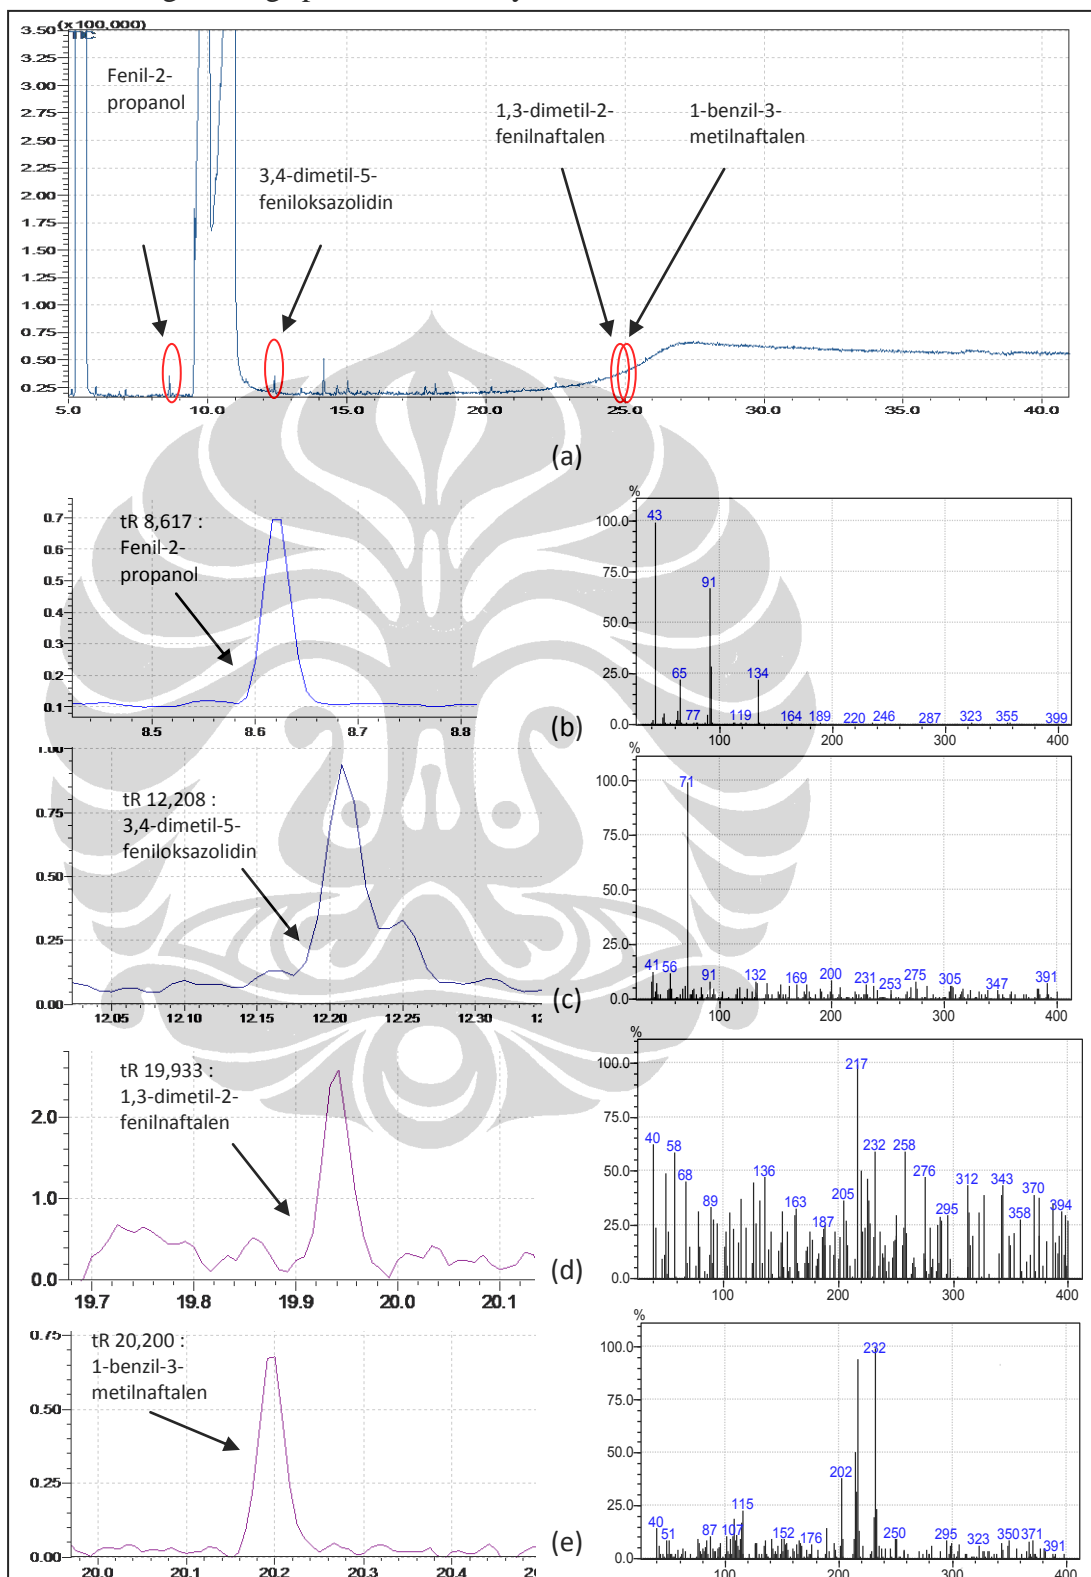 (x100,000)
TIC
3.50
3.25
3.00
2.75
2.50
2.25
2.00
1.75
1.50
1.25
1.00
0.75
0.50
0.25
5.0 10.0 15.0 20.0 25.0 30.0 35.0 40.0
Fenil-2-
propanol
3,4-dimetil-5-
feniloksazolidin
1,3-dimetil-2-
fenilnaftalen
1-benzil-3-
metilnaftalen
(a)
0.7
0.6
0.5
0.4
0.3
0.2
0.1
8.5 8.6 8.7 8.8
tR 8,617 :
Fenil-2-
propanol
(b)
%
100.0
75.0
50.0
25.0
0.0
43
91
65
134
77 119 164 189 220 246 287 323 355 399
100 200 300 400
1.00
0.75
0.50
0.25
0.00
12.05 12.10 12.15 12.20 12.25 12.30
tR 12,208 :
3,4-dimetil-5-
feniloksazolidin
(c)
%
100.0
75.0
50.0
25.0
0.0
71
41 56 91 132 169 200 231 253 275 305 347 391
100 200 300 400
2.0
1.0
0.0
19.7 19.8 19.9 20.0 20.1
tR 19,933 :
1,3-dimetil-2-
fenilnaftalen
(d)
%
100.0
75.0
50.0
25.0
0.0
217
40 58 68 89 136 163 187 205 232 258 276 295 312 343 358 370 394
100 200 300 400
0.75
0.50
0.25
0.00
20.0 20.1 20.2 20.3 20.4 20.
tR 20,200 :
1-benzil-3-
metilnaftalen
(e)
%
100.0
75.0
50.0
25.0
0.0
232
202
40 51 87 107 115 152 176 250 295 323 350 371 391
100 200 300 400